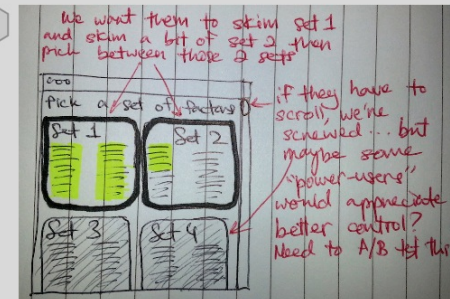 We want them to skim set 1
and skim a bit of set 2 then
pick between these 2 sets
Pick a set of factors
Set 1
Set 2
Set 3
Set 4
if they have to
scroll, we're
screwed... but
maybe some
"power-users"
would appreciate
better control?
Need to A/B tst this